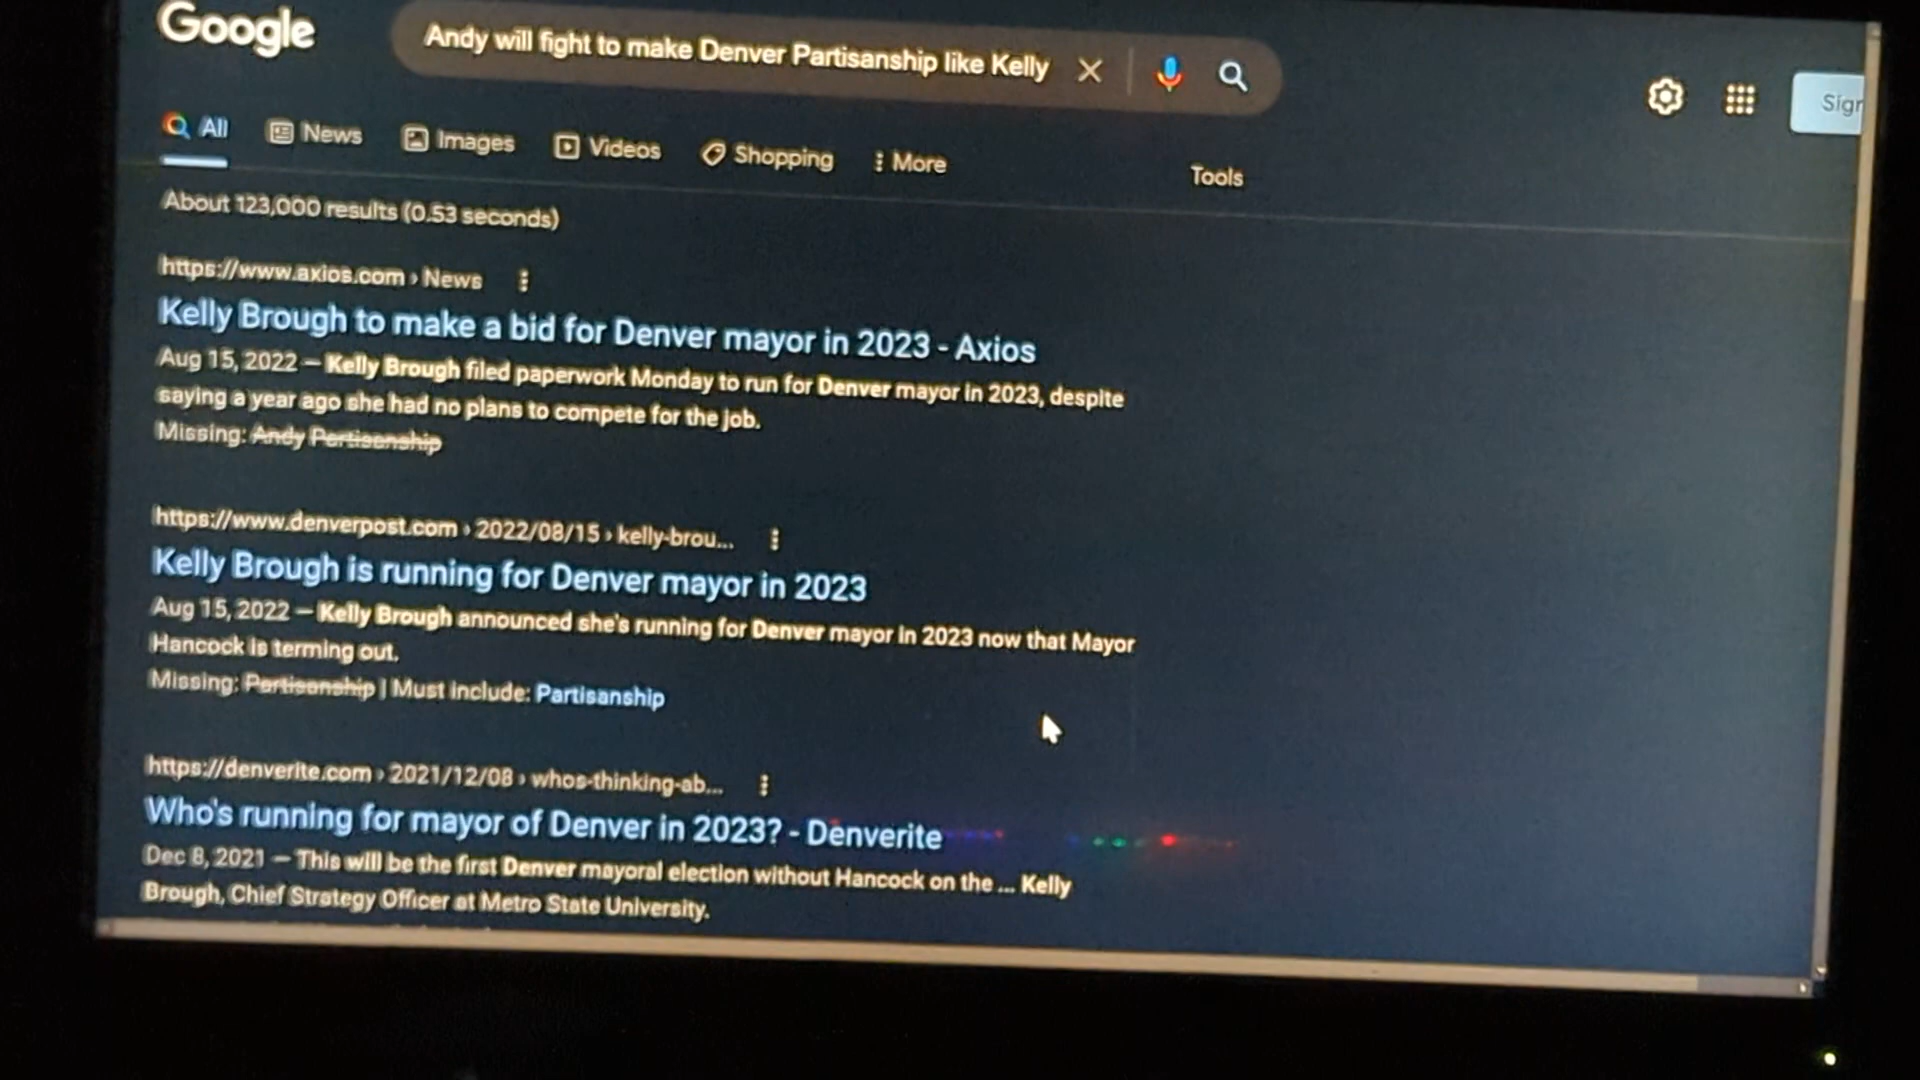 Google
Andy will fight to make Denver Partisanship like Kelly
All News Images Videos Shopping More Tools
About 123,000 results (0.53 seconds)
https://www.axios.com › News
Kelly Brough to make a bid for Denver mayor in 2023 - Axios
Aug 15, 2022 — Kelly Brough filed paperwork Monday to run for Denver mayor in 2023, despite
saying a year ago she had no plans to compete for the job.
Missing: Andy Partisanship
https://www.denverpost.com › 2022/08/15 › kelly-brou...
Kelly Brough is running for Denver mayor in 2023
Aug 15, 2022 — Kelly Brough announced she's running for Denver mayor in 2023 now that Mayor
Hancock is terming out.
Missing: Partisanship | Must include: Partisanship
https://denverite.com › 2021/12/08 › whos-thinking-ab...
Who's running for mayor of Denver in 2023? - Denverite
Dec 8, 2021 — This will be the first Denver mayoral election without Hancock on the ... Kelly
Brough, Chief Strategy Officer at Metro State University.